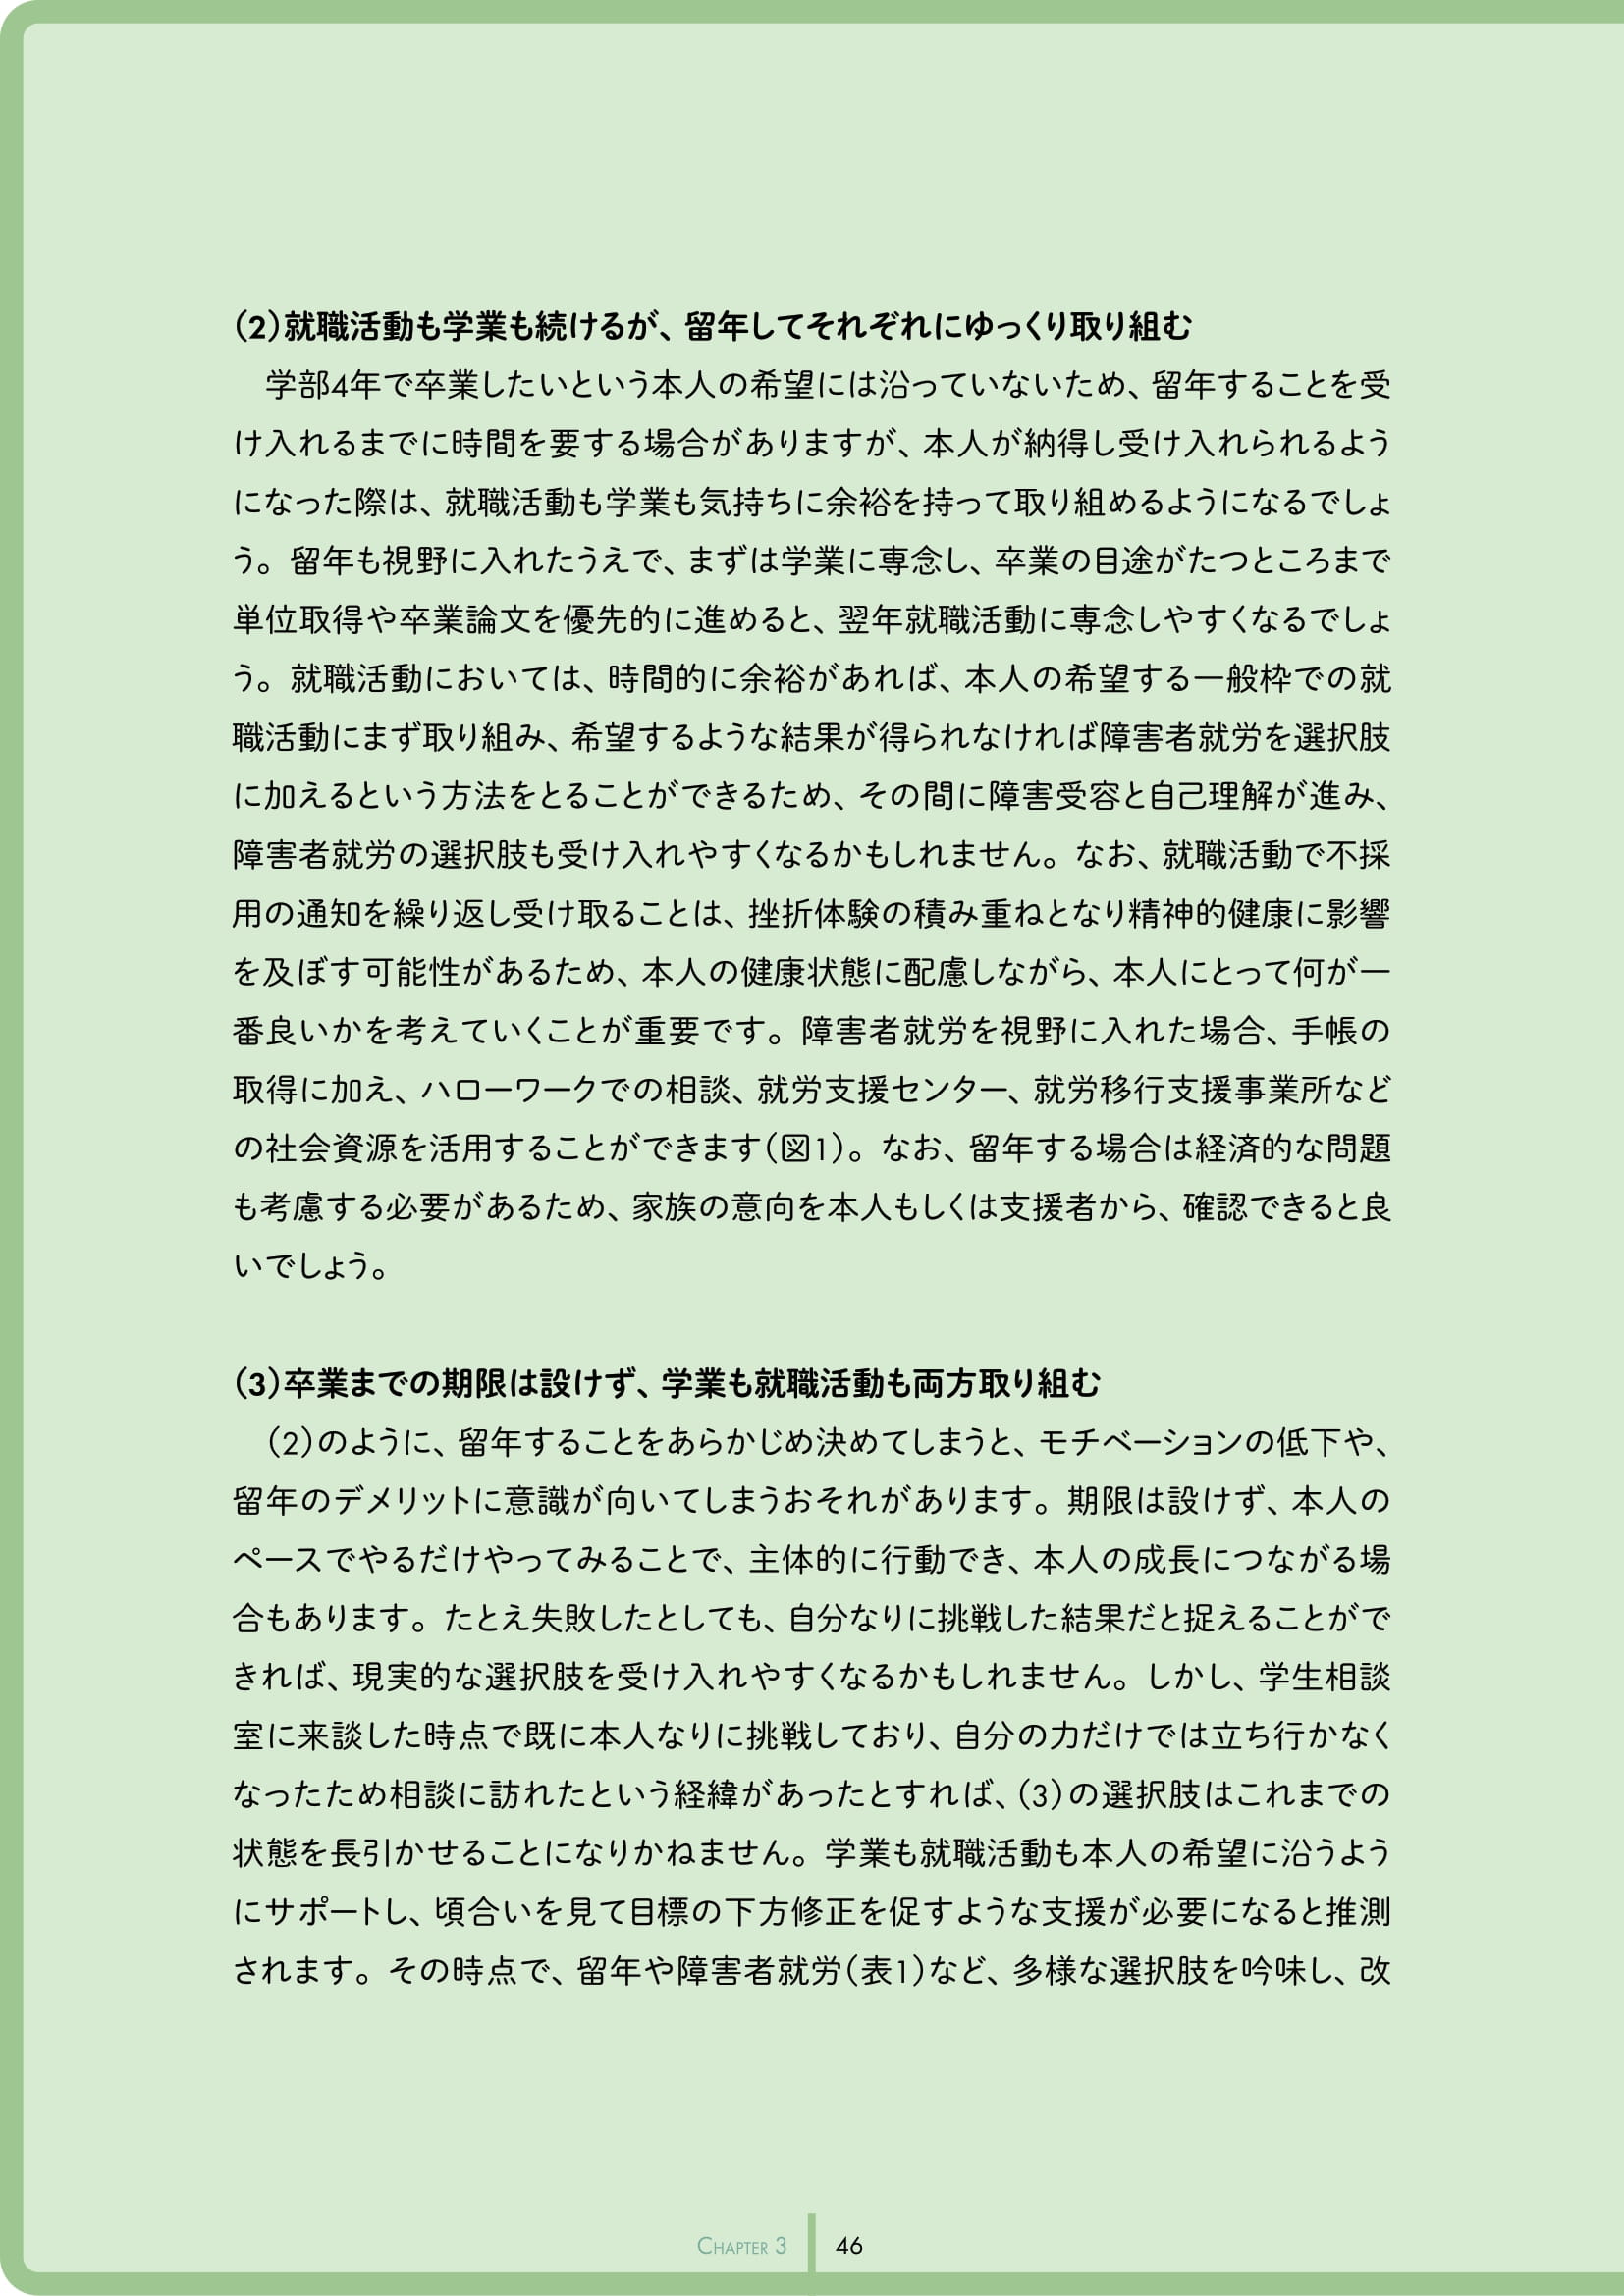 (2)就職活動も学業も続けるが、留年してそれぞれにゆっくり取り組む
　学部4年で卒業したいという本人の希望には沿っていないため、留年することを受
け入れるまでに時間を要する場合がありますが、本人が納得し受け入れられるよう
になった際は、就職活動も学業も気持ちに余裕を持って取り組めるようになるでしょ
う。留年も視野に入れたうえで、まずは学業に専念し、卒業の目途がたつところまで
単位取得や卒業論文を優先的に進めると、翌年就職活動に専念しやすくなるでしょ
う。就職活動においては、時間的に余裕があれば、本人の希望する一般枠での就
職活動にまず取り組み、希望するような結果が得られなければ障害者就労を選択肢
に加えるという方法をとることができるため、その間に障害受容と自己理解が進み、
障害者就労の選択肢も受け入れやすくなるかもしれません。なお、就職活動で不採
用の通知を繰り返し受け取ることは、挫折体験の積み重ねとなり精神的健康に影響
を及ぼす可能性があるため、本人の健康状態に配慮しながら、本人にとって何が一
番良いかを考えていくことが重要です。障害者就労を視野に入れた場合、手帳の
取得に加え、ハローワークでの相談、就労支援センター、就労移行支援事業所など
の社会資源を活用することができます(図1)。なお、留年する場合は経済的な問題
も考慮する必要があるため、家族の意向を本人もしくは支援者から、確認できると良
いでしょう。
(3)卒業までの期限は設けず、学業も就職活動も両方取り組む
　(2)のように、留年することをあらかじめ決めてしまうと、モチベーションの低下や、
留年のデメリットに意識が向いてしまうおそれがあります。期限は設けず、本人の
ペースでやるだけやってみることで、主体的に行動でき、本人の成長につながる場
合もあります。たとえ失敗したとしても、自分なりに挑戦した結果だと捉えることがで
きれば、現実的な選択肢を受け入れやすくなるかもしれません。しかし、学生相談
室に来談した時点で既に本人なりに挑戦しており、自分の力だけでは立ち行かなく
なったため相談に訪れたという経緯があったとすれば、(3)の選択肢はこれまでの
状態を長引かせることになりかねません。学業も就職活動も本人の希望に沿うよう
にサポートし、頃合いを見て目標の下方修正を促すような支援が必要になると推測
されます。その時点で、留年や障害者就労(表1)など、多様な選択肢を吟味し、改
CHAPTER 3
46